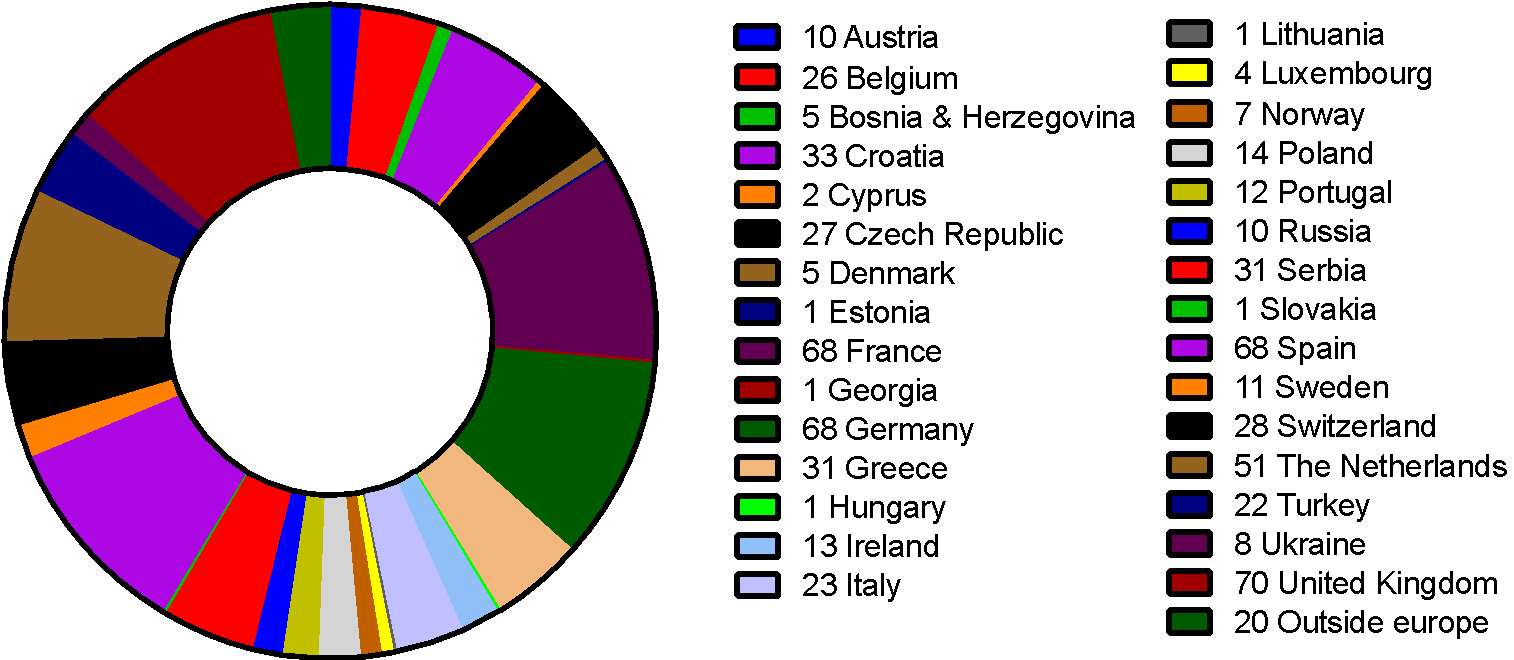 10 Austria
26 Belgium
5 Bosnia & Herzegovina
33 Croatia
2 Cyprus
27 Czech Republic
5 Denmark
1 Estonia
68 France
1 Georgia
68 Germany
31 Greece
1 Hungary
13 Ireland
23 Italy
1 Lithuania
4 Luxembourg
7 Norway
14 Poland
12 Portugal
10 Russia
31 Serbia
1 Slovakia
68 Spain
11 Sweden
28 Switzerland
51 The Netherlands
22 Turkey
8 Ukraine
70 United Kingdom
20 Outside europe